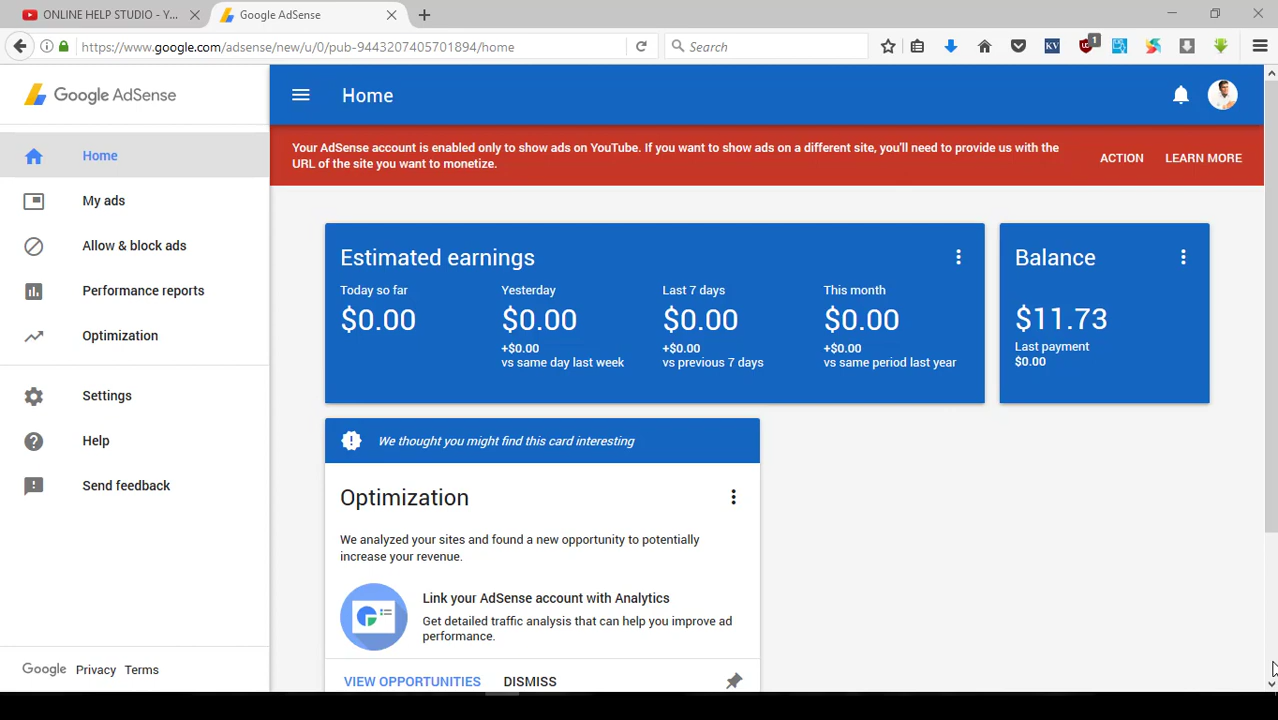 ONLINE HELP STUDIO - Y...
Google AdSense
https://www.google.com/adsense/new/u/0/pub-9443207405701894/home
Search
KV
1
Google AdSense
Home
Your AdSense account is enabled only to show ads on YouTube. If you want to show ads on a different site, you'll need to provide us with the
URL of the site you want to monetize.
ACTION
LEARN MORE
Home
My ads
Allow & block ads
Performance reports
Optimization
Settings
Help
Send feedback
Estimated earnings
Today so far
$0.00
Yesterday
$0.00
+$0.00
vs same day last week
Last 7 days
$0.00
+$0.00
vs previous 7 days
This month
$0.00
+$0.00
vs same period last year
Balance
$11.73
Last payment
$0.00
We thought you might find this card interesting
Optimization
We analyzed your sites and found a new opportunity to potentially
increase your revenue.
Link your AdSense account with Analytics
Get detailed traffic analysis that can help you improve ad
performance.
VIEW OPPORTUNITIES
DISMISS
Google
Privacy
Terms